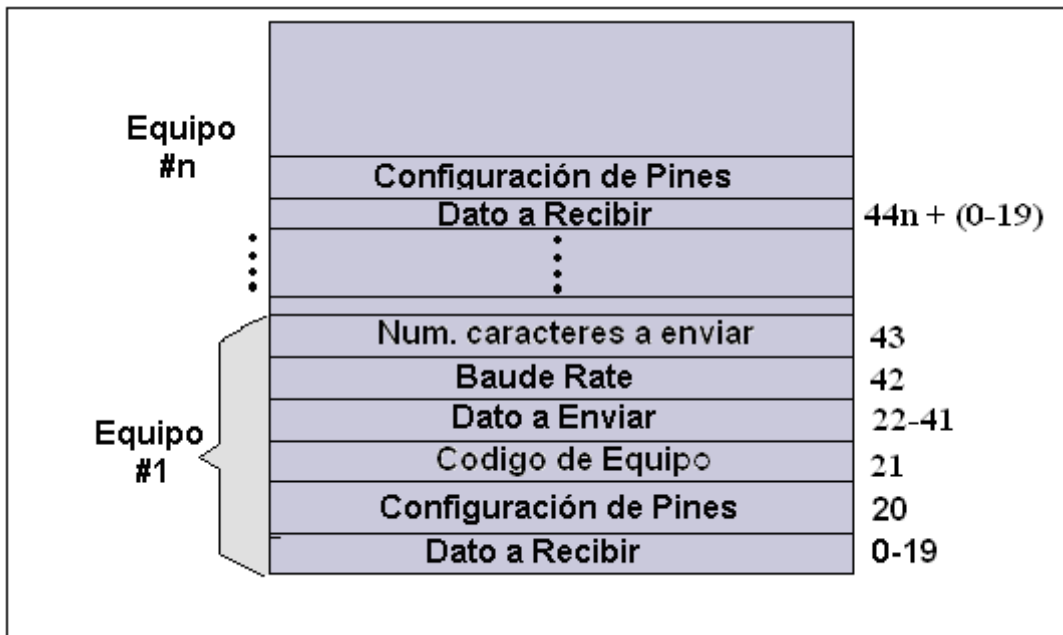 Equipo
#n
Configuración de Pines
Dato a Recibir
44n + (0-19)
Num. caracteres a enviar
43
Baude Rate
42
Dato a Enviar
22-41
Equipo
#1
Codigo de Equipo
21
Configuración de Pines
20
Dato a Recibir
0-19